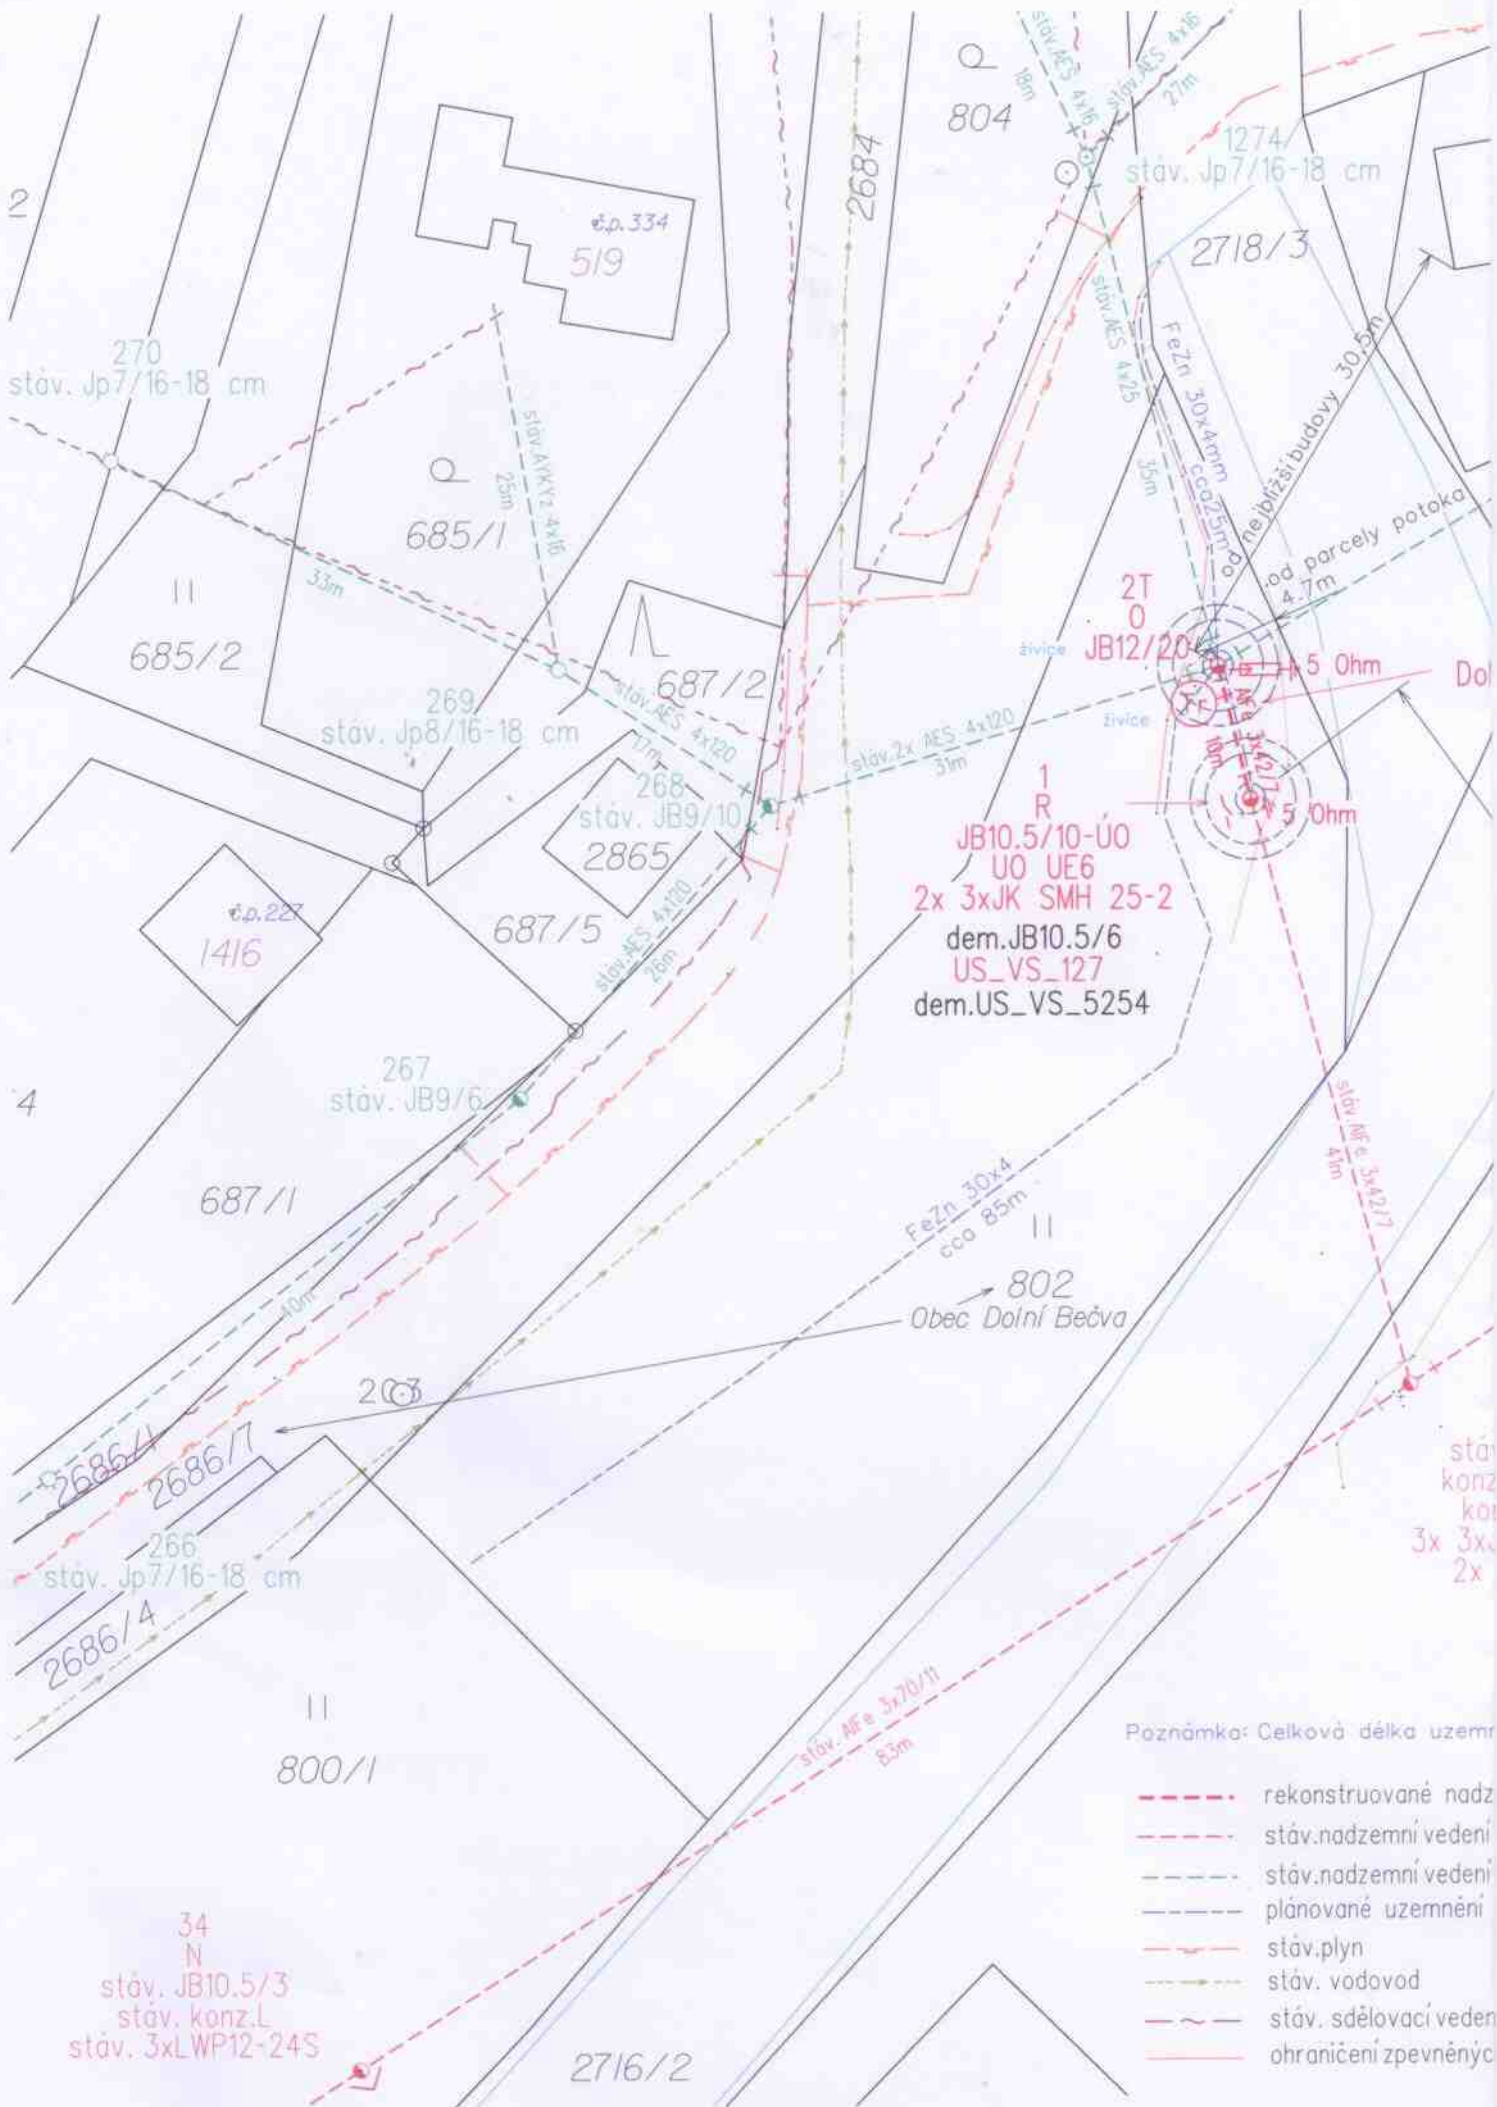 stáv.AES 4x16
18m
stáv.AES 4x16
27m
804
1274/
stáv. Jp7/16-18 cm
2684
2
č.p.334
519
2718/3
270
stáv. Jp7/16-18 cm
stáv.AES 4x25
35m
FeZn 30x4mm
cca25m
od nejbližší budovy 30,5m
stáv.AYKYz 4x16
25m
685/1
od parcely potoka
4.7m
33m
II
685/2
2T
O
JB12/20
živice
5 Ohm
687/2
269
stáv. Jp8/16-18 cm
stáv.AES 4x120
17m
živice
AlFe 3x42/7
10m
stáv.2x AES 4x120
31m
268
stáv. JB9/10
2865
1
R
JB10.5/10-ÚO
UO UE6
2x 3xJK SMH 25-2
dem.JB10.5/6
US_VS_127
dem.US_VS_5254
5 Ohm
č.p.227
1416
687/5
stáv.AES 4x120
26m
267
stáv. JB9/6
4
687/1
stáv.AlFe 3x42/7
41m
FeZn 30x4
cca 85m
II
802
Obec Dolní Bečva
40m
203
2686/1
2686/7
266
stáv. Jp7/16-18 cm
2686/4
3x
2x
II
800/1
stáv. AlFe 3x70/11
83m
Poznámka: Celková délka
rekonstruované
stáv.nadzemní vedení
stáv.nadzemní vedení
plánované uzemnění
stáv.plyn
stáv. vodovod
stáv. sdělovací
ohraničení
34
N
stáv. JB10.5/3
stáv. konz.L
stáv. 3xLWP12-24S
2716/2